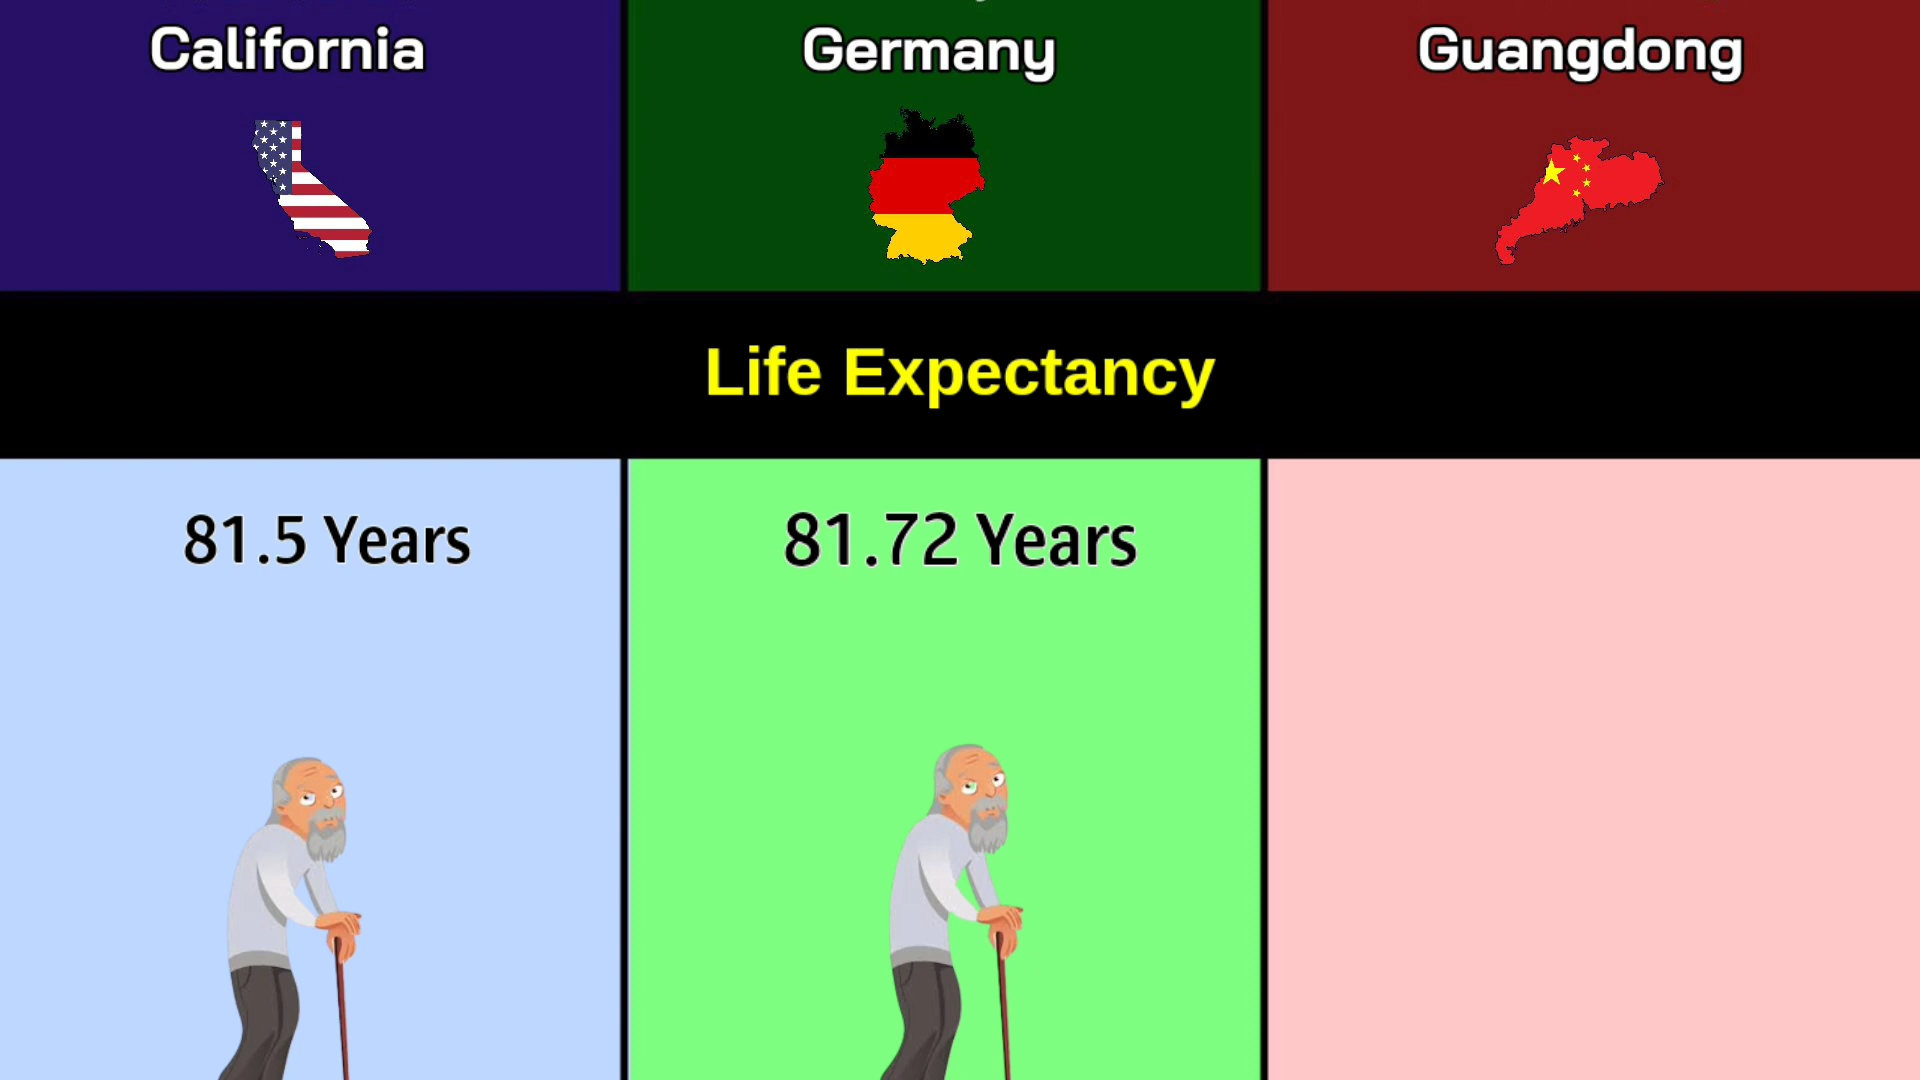 California
Germany
Guangdong
Life Expectancy
81.5 Years
81.72 Years